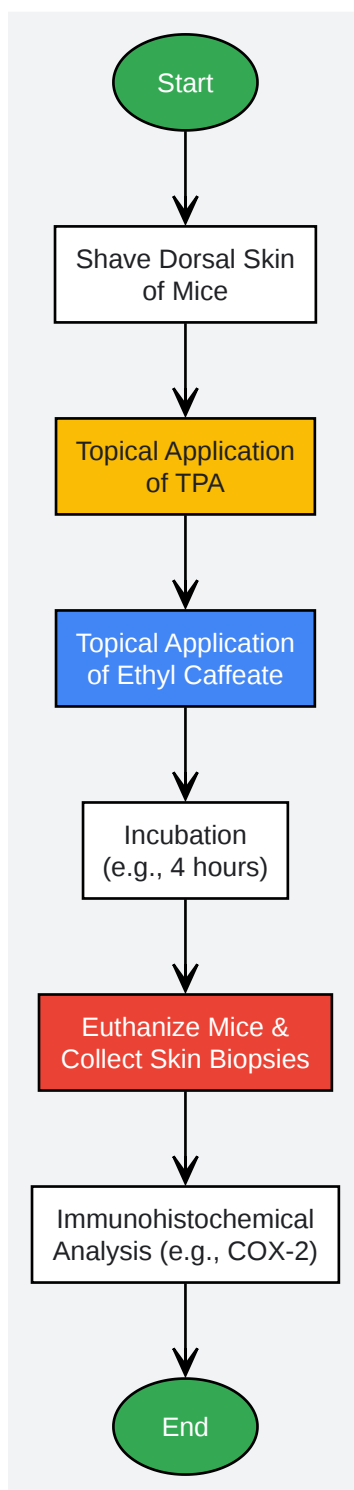 Start
Shave Dorsal Skin
of Mice
Topical Application
of TPA
Topical Application
of Ethyl Caffeate
Incubation
(e.g., 4 hours)
Euthanize Mice &
Collect Skin Biopsies
Immunohistochemical
Analysis (e.g., COX-2)
End